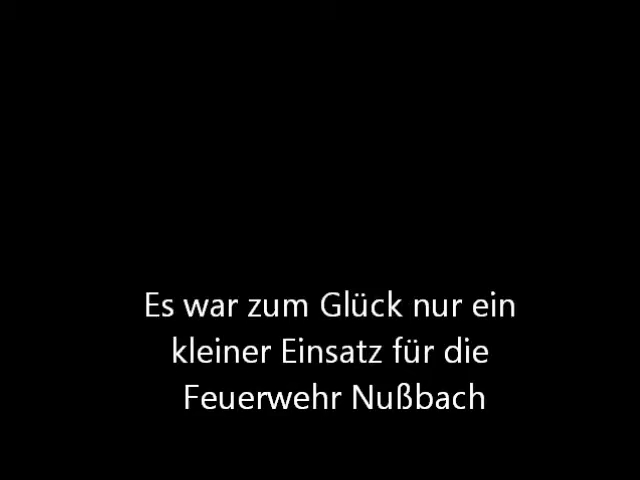 Es war zum Glück nur ein
kleiner Einsatz für die
Feuerwehr Nußbach